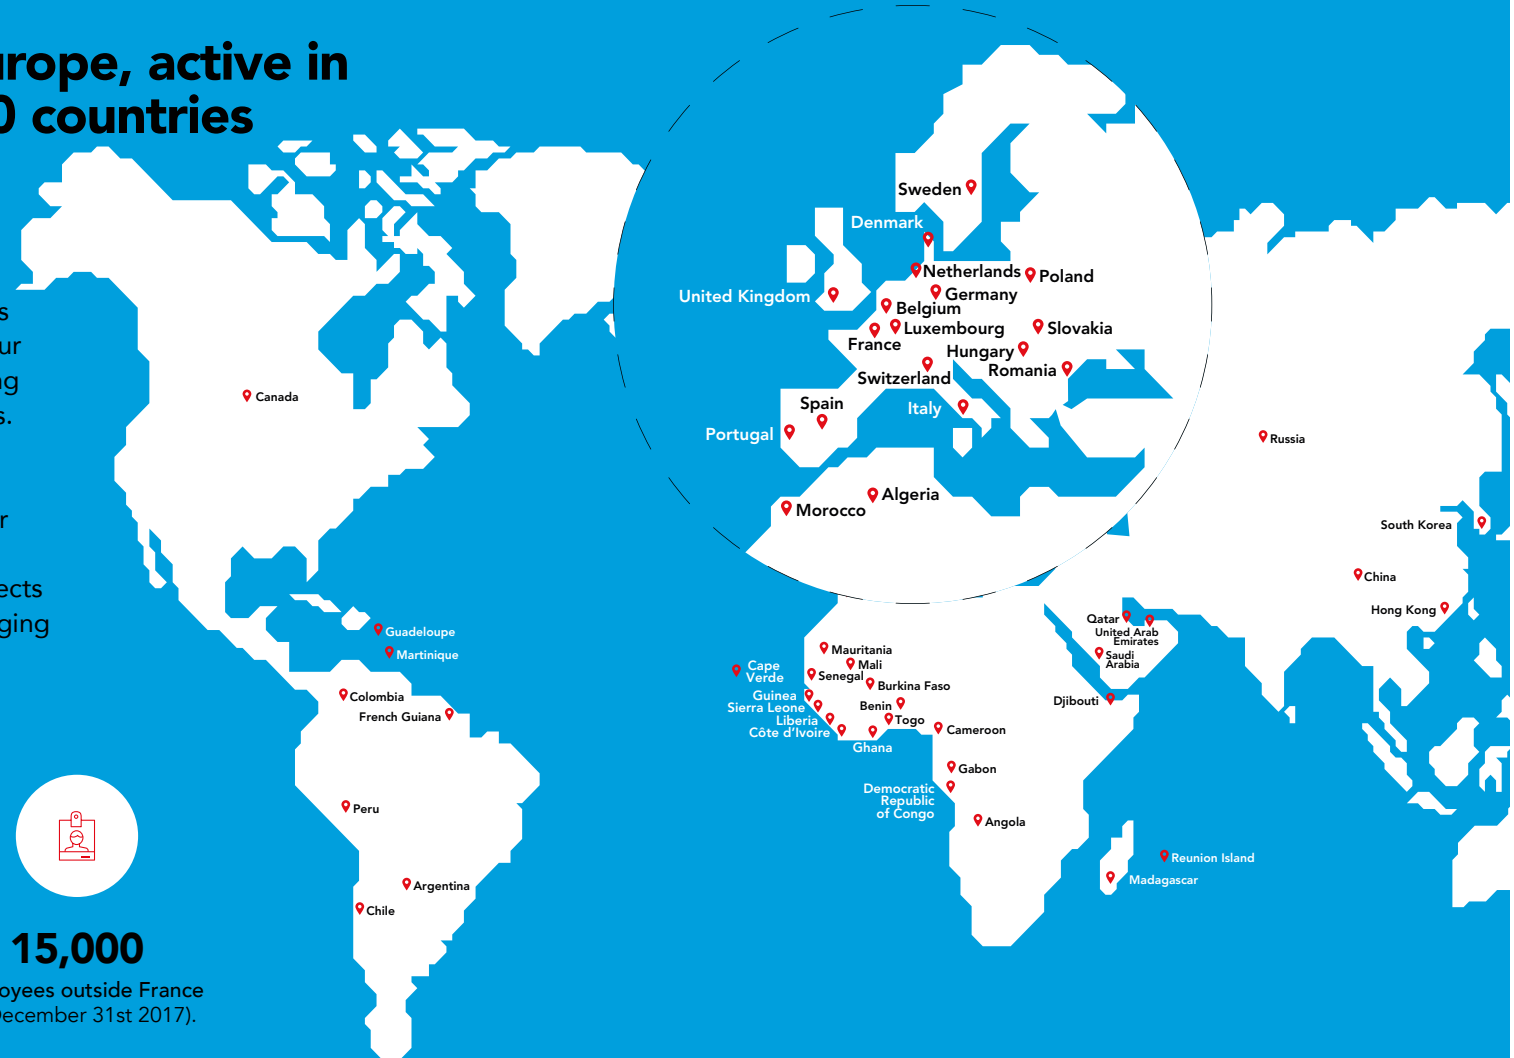 urope, active in
0 countries
s
ur
ng
s.
r
ects
ging
15,000
oyees outside France
December 31st 2017).
Canada
Guadeloupe
Martinique
Colombia
French Guiana
Peru
Argentina
Chile
Sweden
Denmark
Netherlands
Poland
United Kingdom
Germany
Belgium
Luxembourg
Slovakia
France
Hungary
Romania
Switzerland
Spain
Italy
Portugal
Algeria
Morocco
Mauritania
Mali
Cape
Verde
Senegal
Burkina Faso
Guinea
Sierra Leone
Benin
Liberia
Togo
Côte d'Ivoire
Cameroon
Ghana
Gabon
Democratic
Republic
of Congo
Angola
Reunion Island
Madagascar
Russia
South Korea
China
Hong Kong
Qatar
United Arab
Emirates
Saudi
Arabia
Djibouti